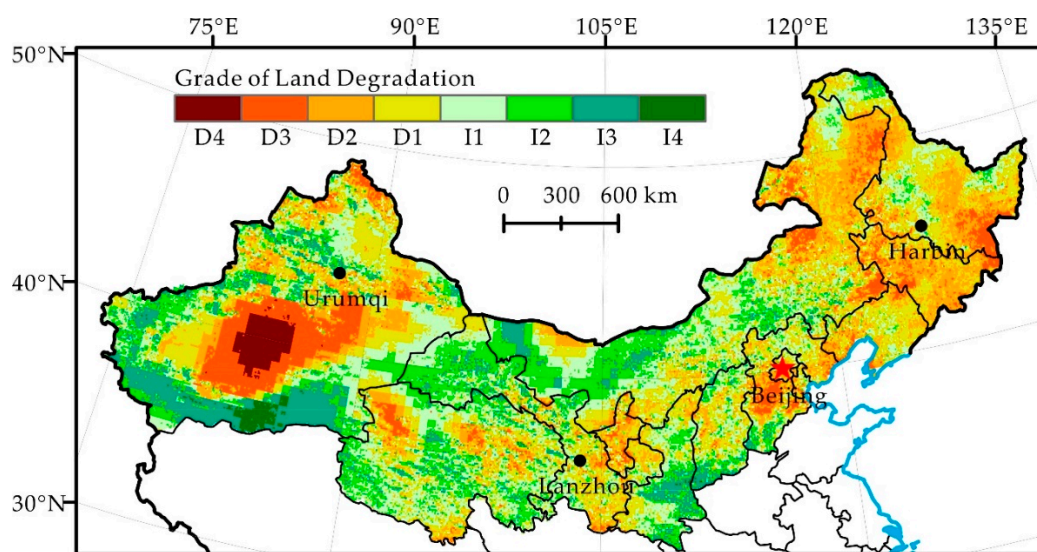 75°E 90°E 105°E 120°E 135°E
50°N
Grade of Land Degradation
D4 D3 D2 D1 I1 I2 I3 I4
0 300 600 km
Harbin
40°N
Urumqi
Beijing
Lanzhou
30°N